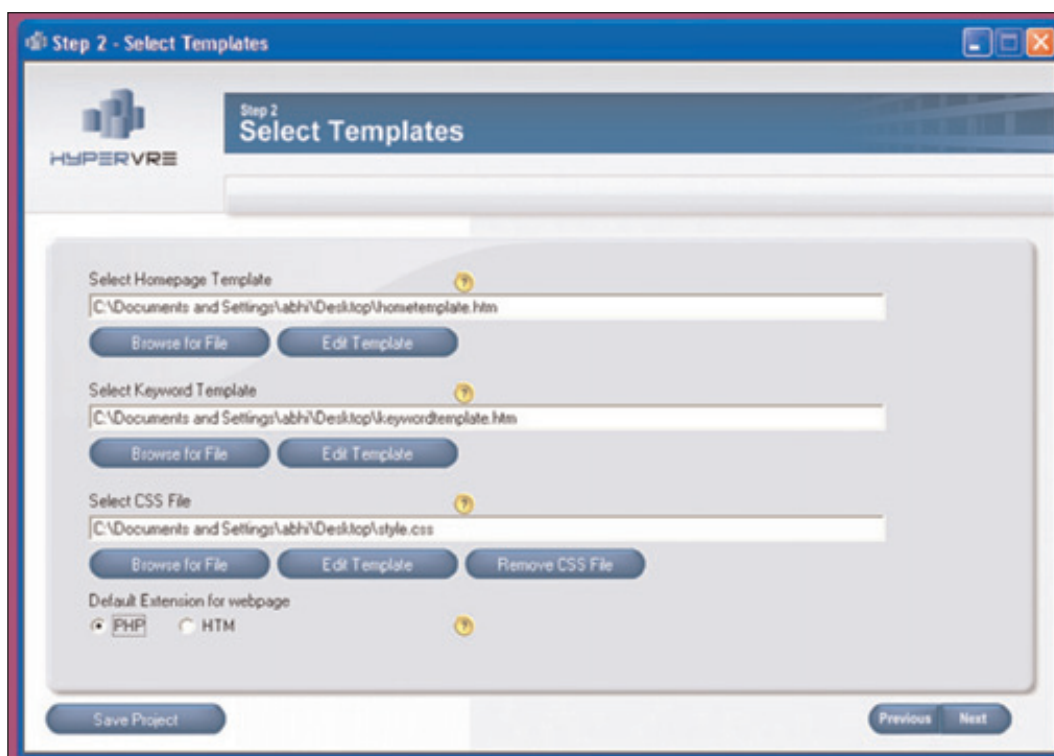 Step 2 - Select Templates
Step 2
Select Templates
HYPERVRE
Select Homepage Template ?
C:\Documents and Settings\abhi\Desktop\hometemplate.htm
Browse for File Edit Template
Select Keyword Template ?
C:\Documents and Settings\abhi\Desktop\keywordtemplate.htm
Browse for File Edit Template
Select CSS File ?
C:\Documents and Settings\abhi\Desktop\style.css
Browse for File Edit Template Remove CSS File
Default Extension for webpage
PHP HTM ?
Save Project Previous Next